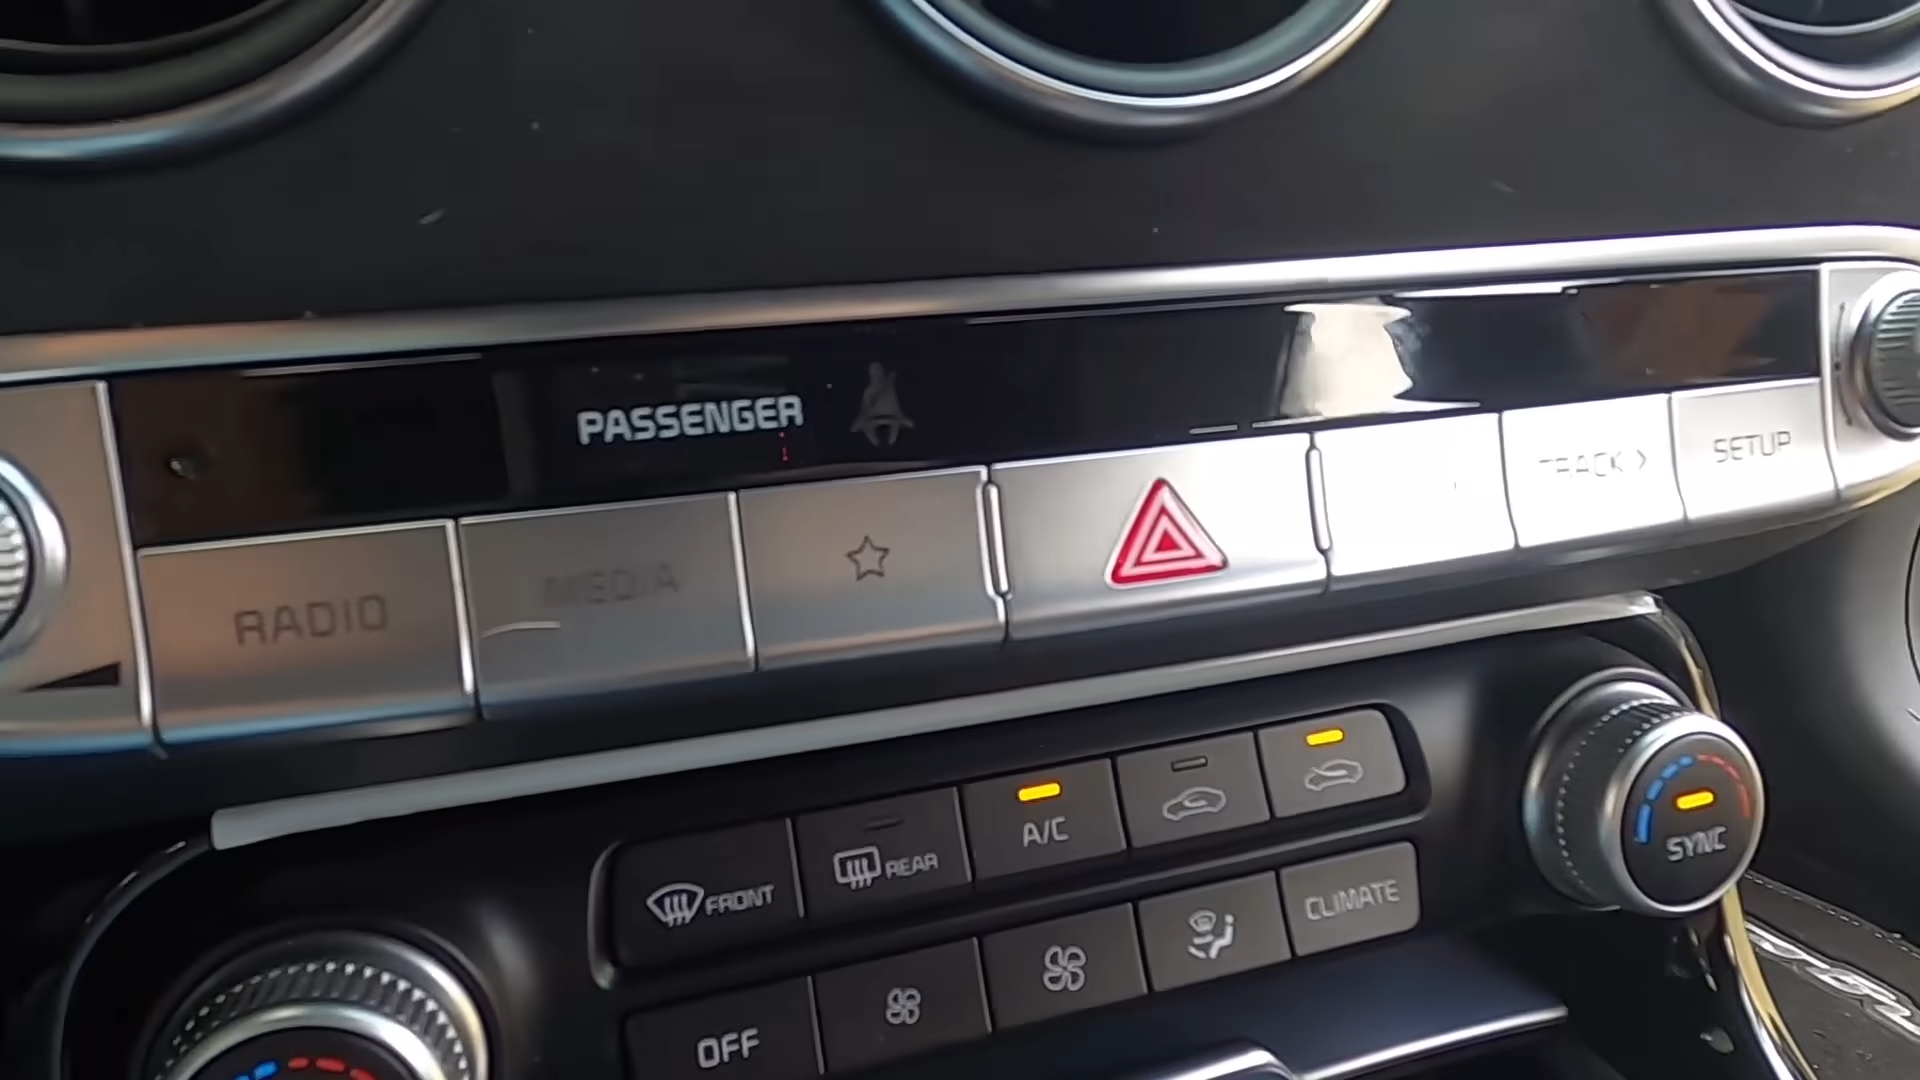 PASSENGER
RADIO
MEDIA
TRACK >
SETUP
FRONT
REAR
A/C
SYNC
OFF
CLIMATE